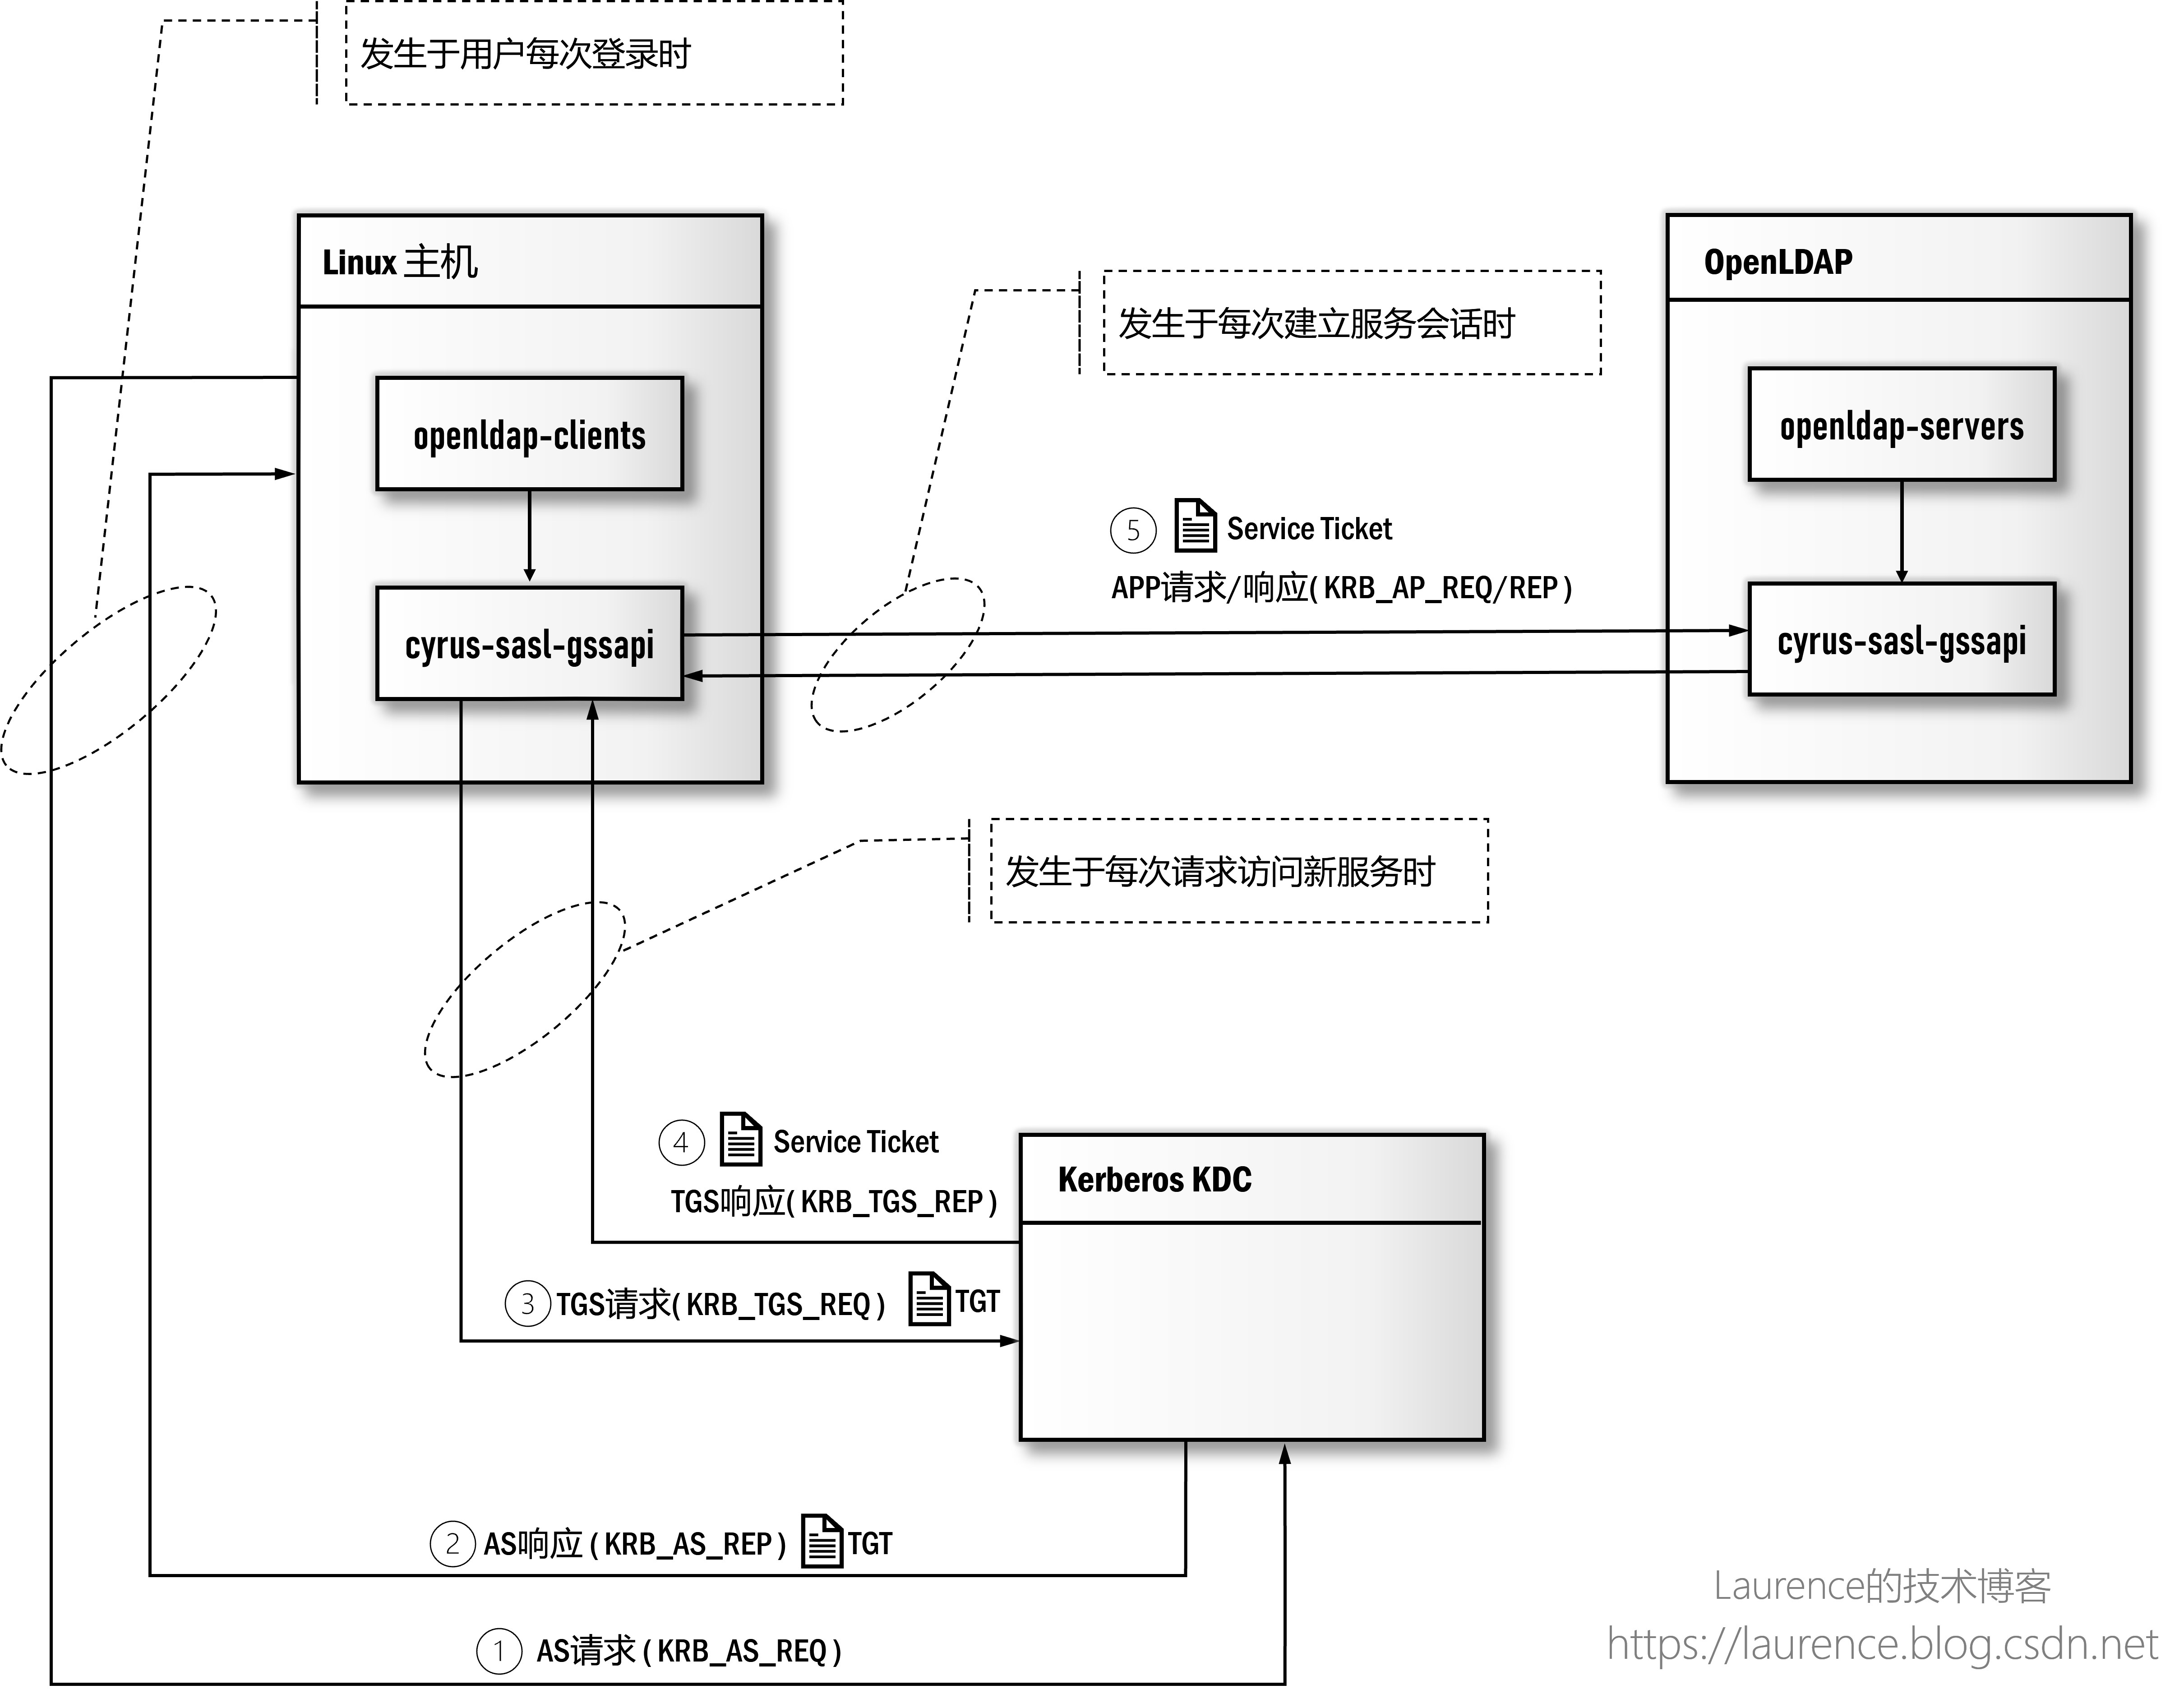 发生于用户每次登录时
Linux 主机
OpenLDAP
发生于每次建立服务会话时
openldap-clients
openldap-servers
⑤ Service Ticket
APP请求/响应(KRB_AP_REQ/REP)
cyrus-sasl-gssapi
cyrus-sasl-gssapi
发生于每次请求访问新服务时
④ Service Ticket
TGS响应(KRB_TGS_REP)
Kerberos KDC
③ TGS请求(KRB_TGS_REQ) TGT
② AS响应(KRB_AS_REP) TGT
① AS请求(KRB_AS_REQ)
Laurence的技术博客
https://laurence.blog.csdn.net